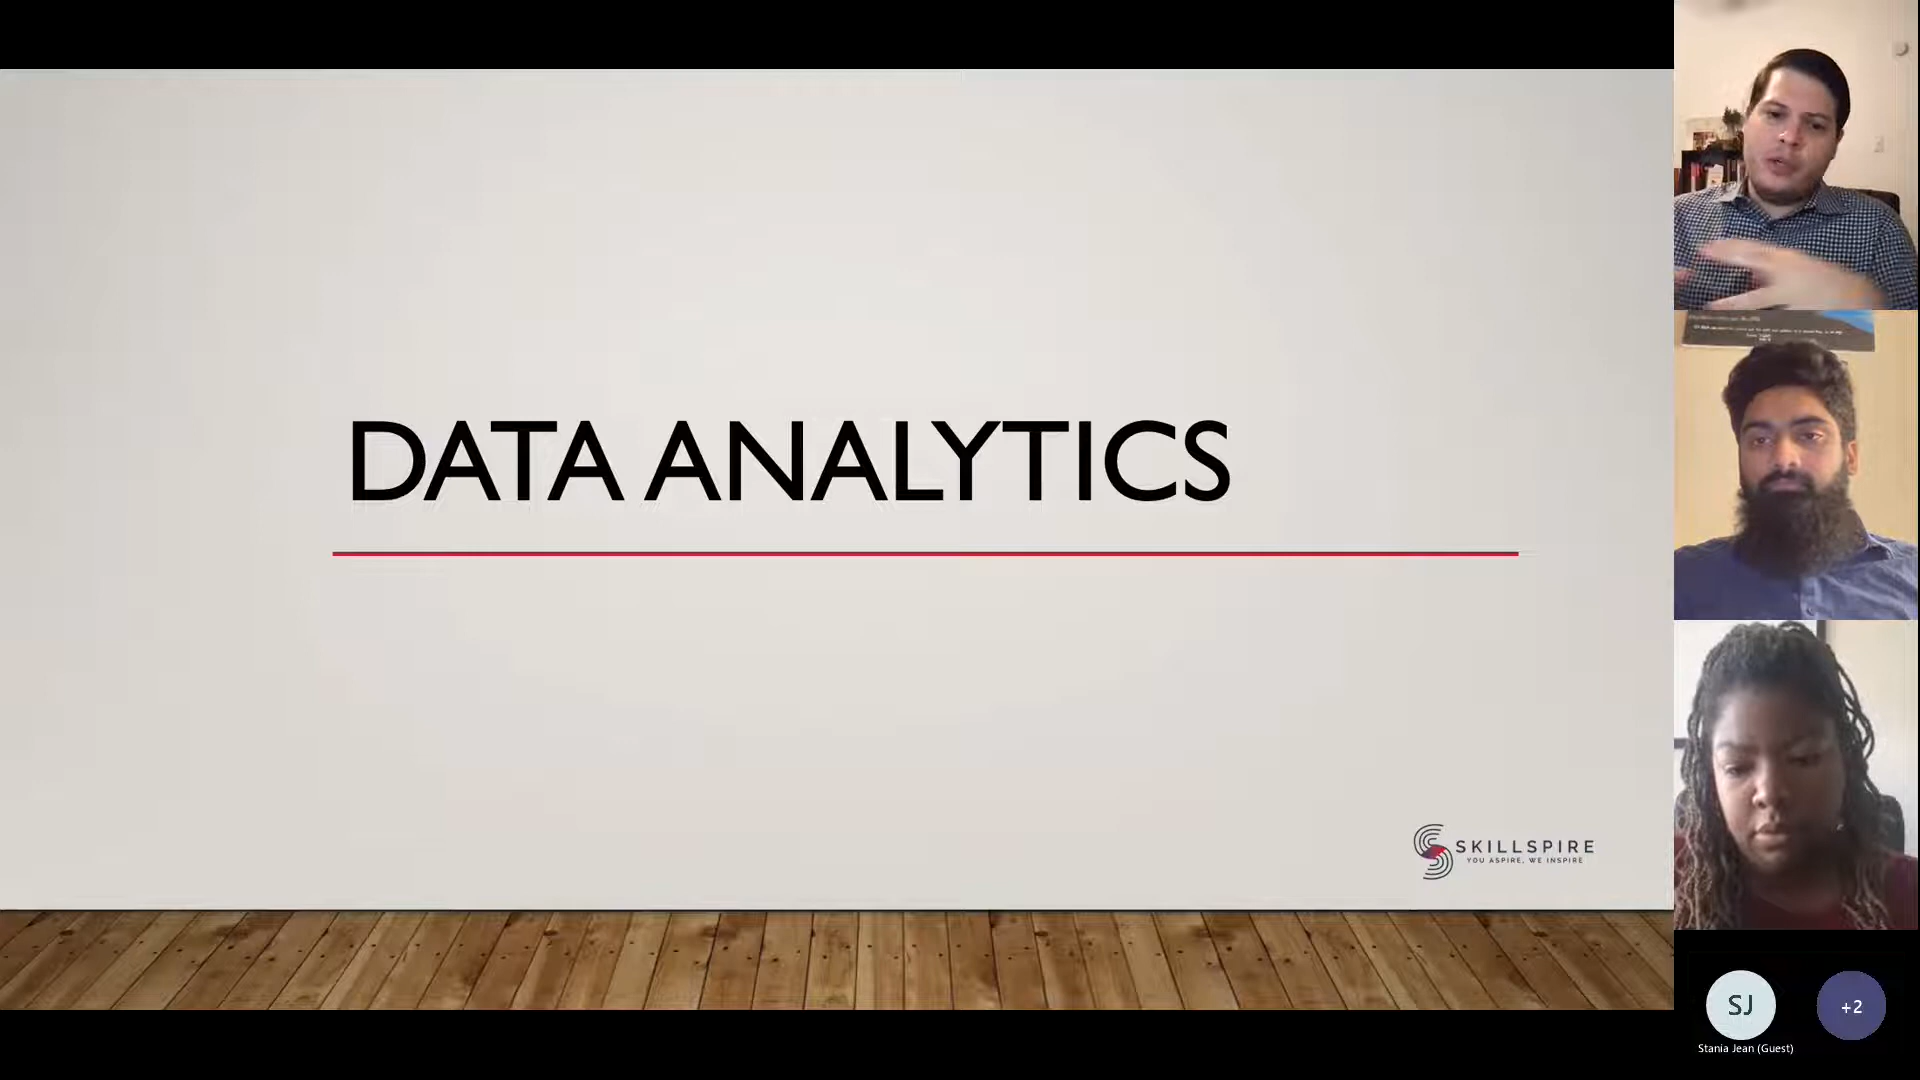 DATA ANALYTICS
SKILLSPIRE
YOU ASPIRE, WE INSPIRE
SJ
+2
Stania Jean (Guest)